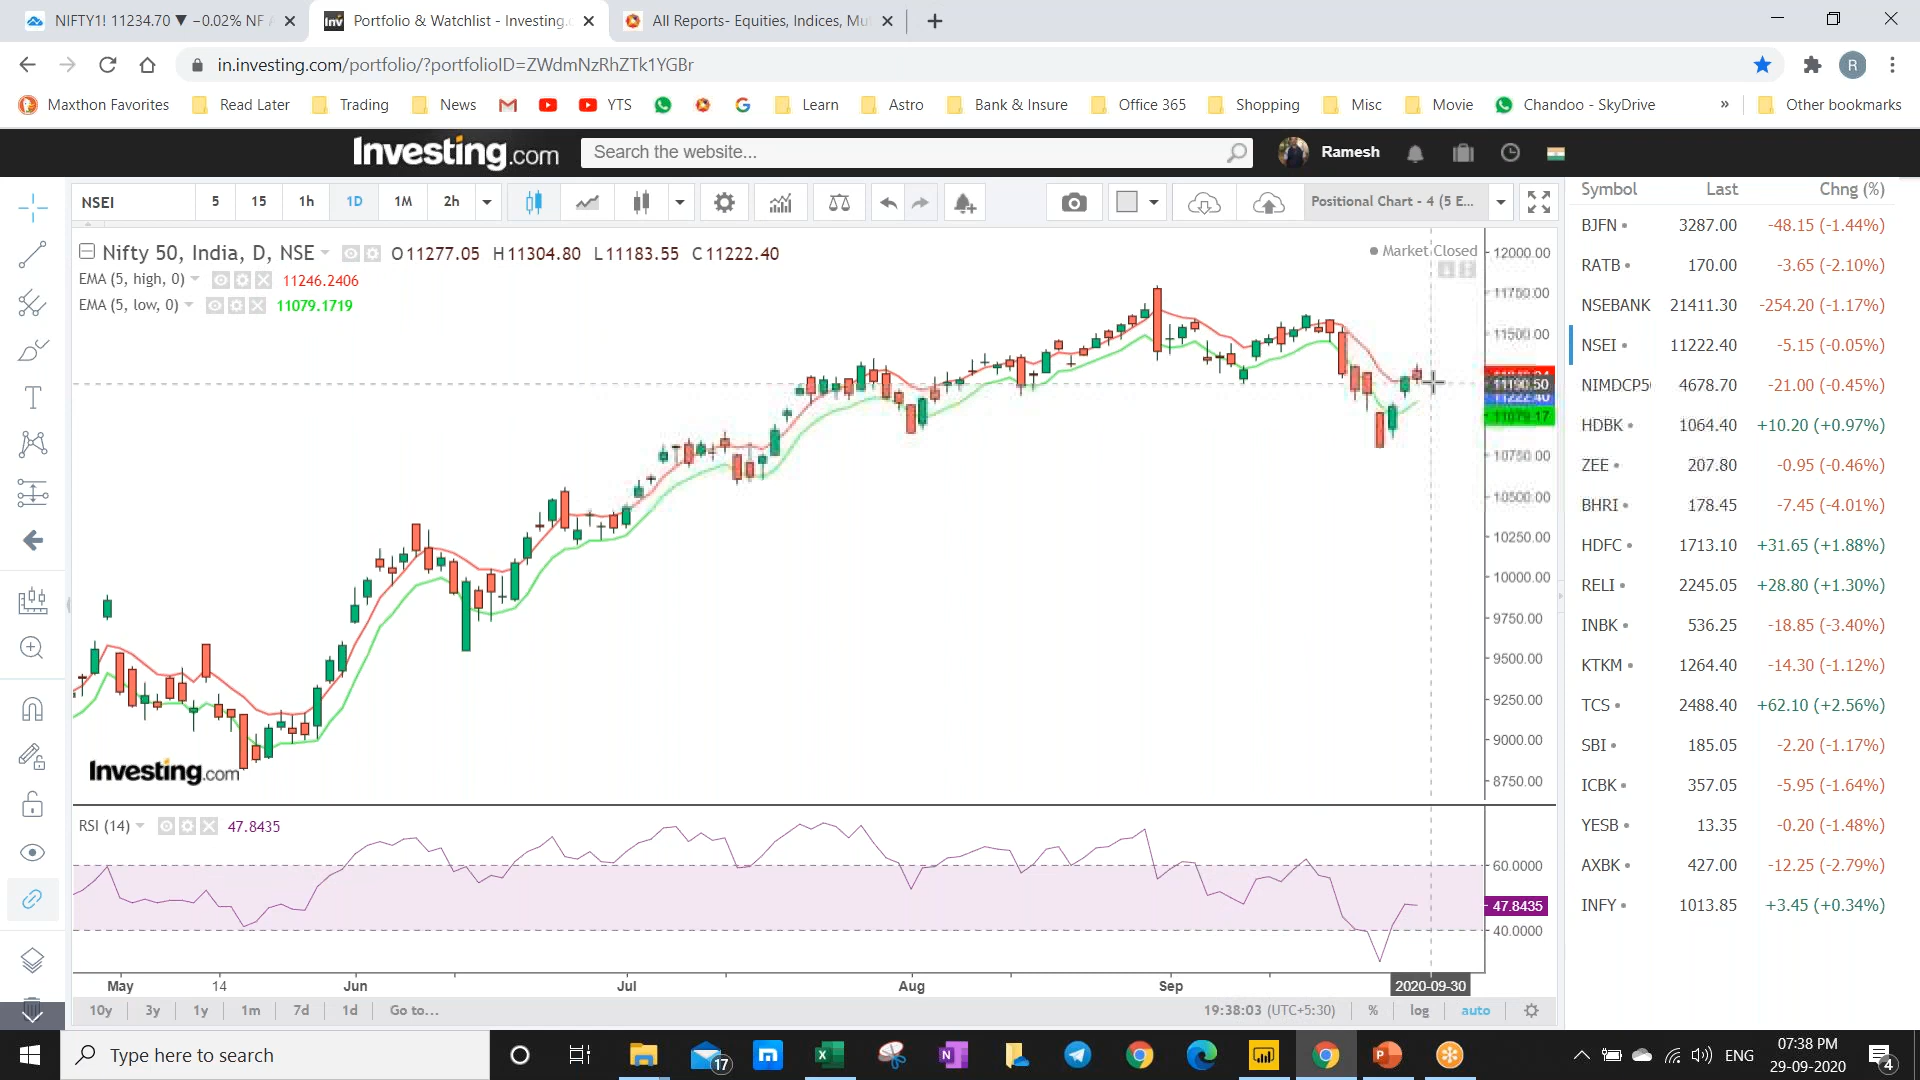 NIFTY1! 11234.70 ▼ −0.02% NF
Portfolio & Watchlist - Investing.c
All Reports- Equities, Indices, Mu
in.investing.com/portfolio/?portfolioID=ZWdmNzRhZTk1YGBr
R
Maxthon Favorites Read Later Trading News YTS Learn Astro Bank & Insure Office 365 Shopping Misc Movie Chandoo - SkyDrive » Other bookmarks
Investing.com Search the website... Ramesh
NSEI 5 15 1h 1D 1M 2h Positional Chart - 4 (5 E...
Nifty 50, India, D, NSE O11277.05 H11304.80 L11183.55 C11222.40
Market Closed
EMA (5, high, 0) 11246.2406
EMA (5, low, 0) 11079.1719
12000.00
11750.00
11500.00
11190.50
11222.40
11079.17
10750.00
10500.00
10250.00
10000.00
9750.00
9500.00
9250.00
9000.00
8750.00
Investing.com
RSI (14) 47.8435
60.0000
47.8435
40.0000
May 14 Jun Jul Aug Sep 2020-09-30
10y 3y 1y 1m 7d 1d Go to... 19:38:03 (UTC+5:30) % log auto
Symbol Last Chng (%)
BJFN 3287.00 -48.15 (-1.44%)
RATB 170.00 -3.65 (-2.10%)
NSEBANK 21411.30 -254.20 (-1.17%)
NSEI 11222.40 -5.15 (-0.05%)
NIMDCP5 4678.70 -21.00 (-0.45%)
HDBK 1064.40 +10.20 (+0.97%)
ZEE 207.80 -0.95 (-0.46%)
BHRI 178.45 -7.45 (-4.01%)
HDFC 1713.10 +31.65 (+1.88%)
RELI 2245.05 +28.80 (+1.30%)
INBK 536.25 -18.85 (-3.40%)
KTKM 1264.40 -14.30 (-1.12%)
TCS 2488.40 +62.10 (+2.56%)
SBI 185.05 -2.20 (-1.17%)
ICBK 357.05 -5.95 (-1.64%)
YESB 13.35 -0.20 (-1.48%)
AXBK 427.00 -12.25 (-2.79%)
INFY 1013.85 +3.45 (+0.34%)
Type here to search
17
ENG
07:38 PM
29-09-2020
4